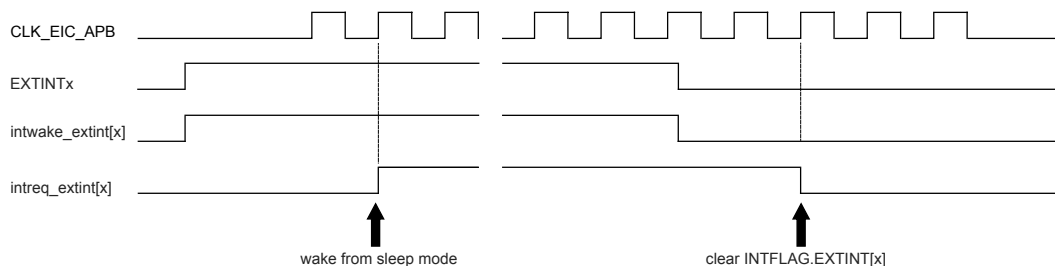 CLK_EIC_APB
EXTINTx
intwake_extint[x]
intreq_extint[x]
wake from sleep mode
clear INTFLAG.EXTINT[x]